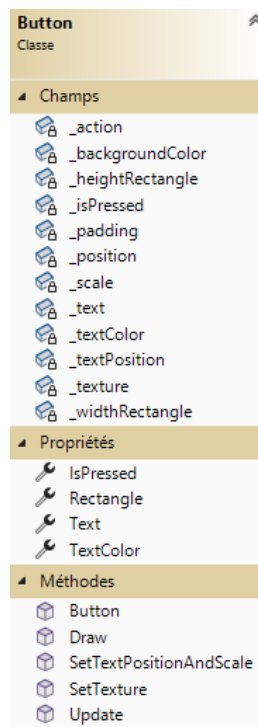 Button
Classe
Champs
_action
_backgroundColor
_heightRectangle
_isPressed
_padding
_position
_scale
_text
_textColor
_textPosition
_texture
_widthRectangle
Propriétés
IsPressed
Rectangle
Text
TextColor
Méthodes
Button
Draw
SetTextPositionAndScale
SetTexture
Update